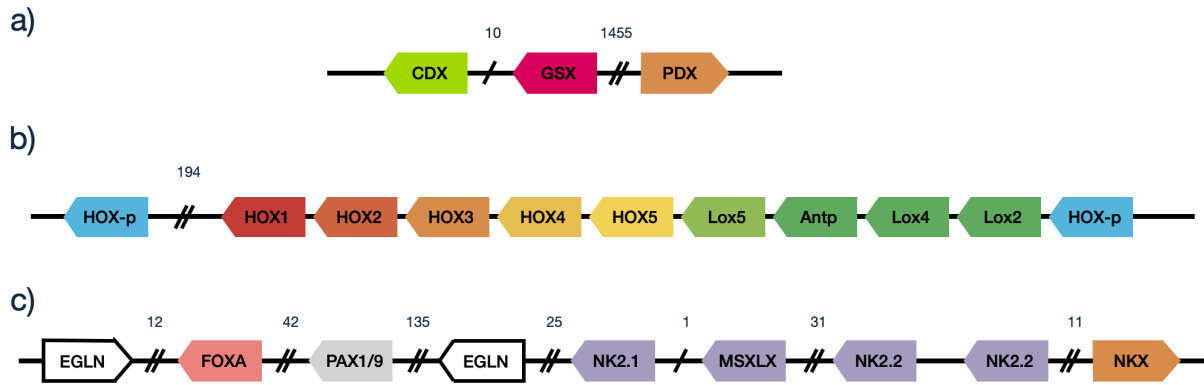 a)
10 1455
CDX GSX PDX
b)
194
HOX-p HOX1 HOX2 HOX3 HOX4 HOX5 Lox5 Antp Lox4 Lox2 HOX-p
c)
12 42 135 25 1 31 11
EGLN FOXA PAX1/9 EGLN NK2.1 MSXLX NK2.2 NK2.2 NKX